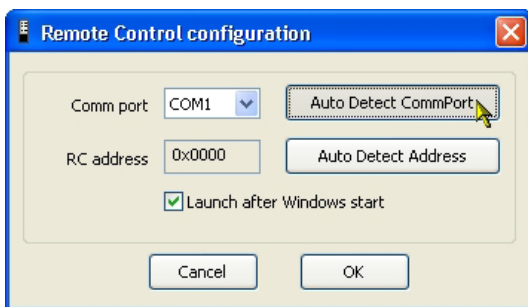 Remote Control configuration
Comm port COM1 Auto Detect CommPort
RC address 0x0000 Auto Detect Address
Launch after Windows start
Cancel OK